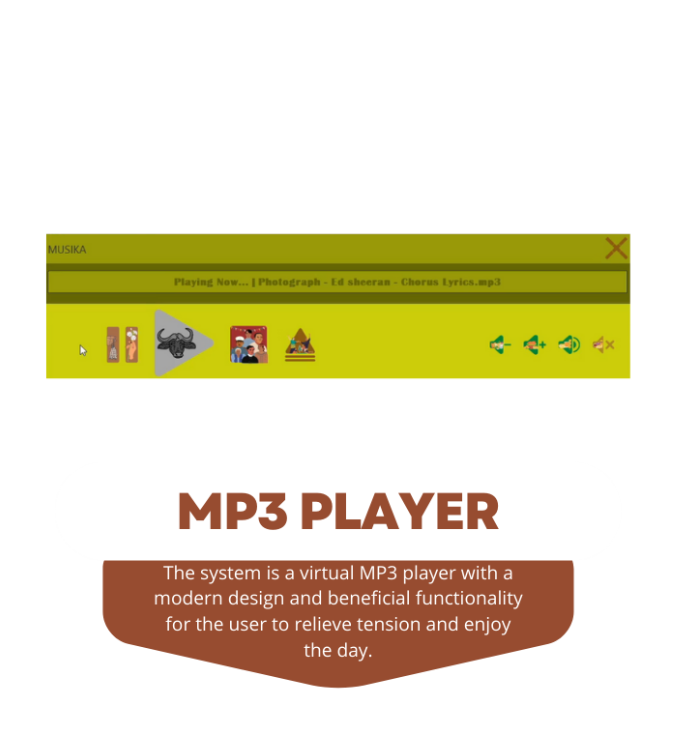 MUSIKA
Playing Now... | Photograph - Ed sheeran - Chorus Lyrics.mp3
MP3 PLAYER
The system is a virtual MP3 player with a
modern design and beneficial functionality
for the user to relieve tension and enjoy
the day.